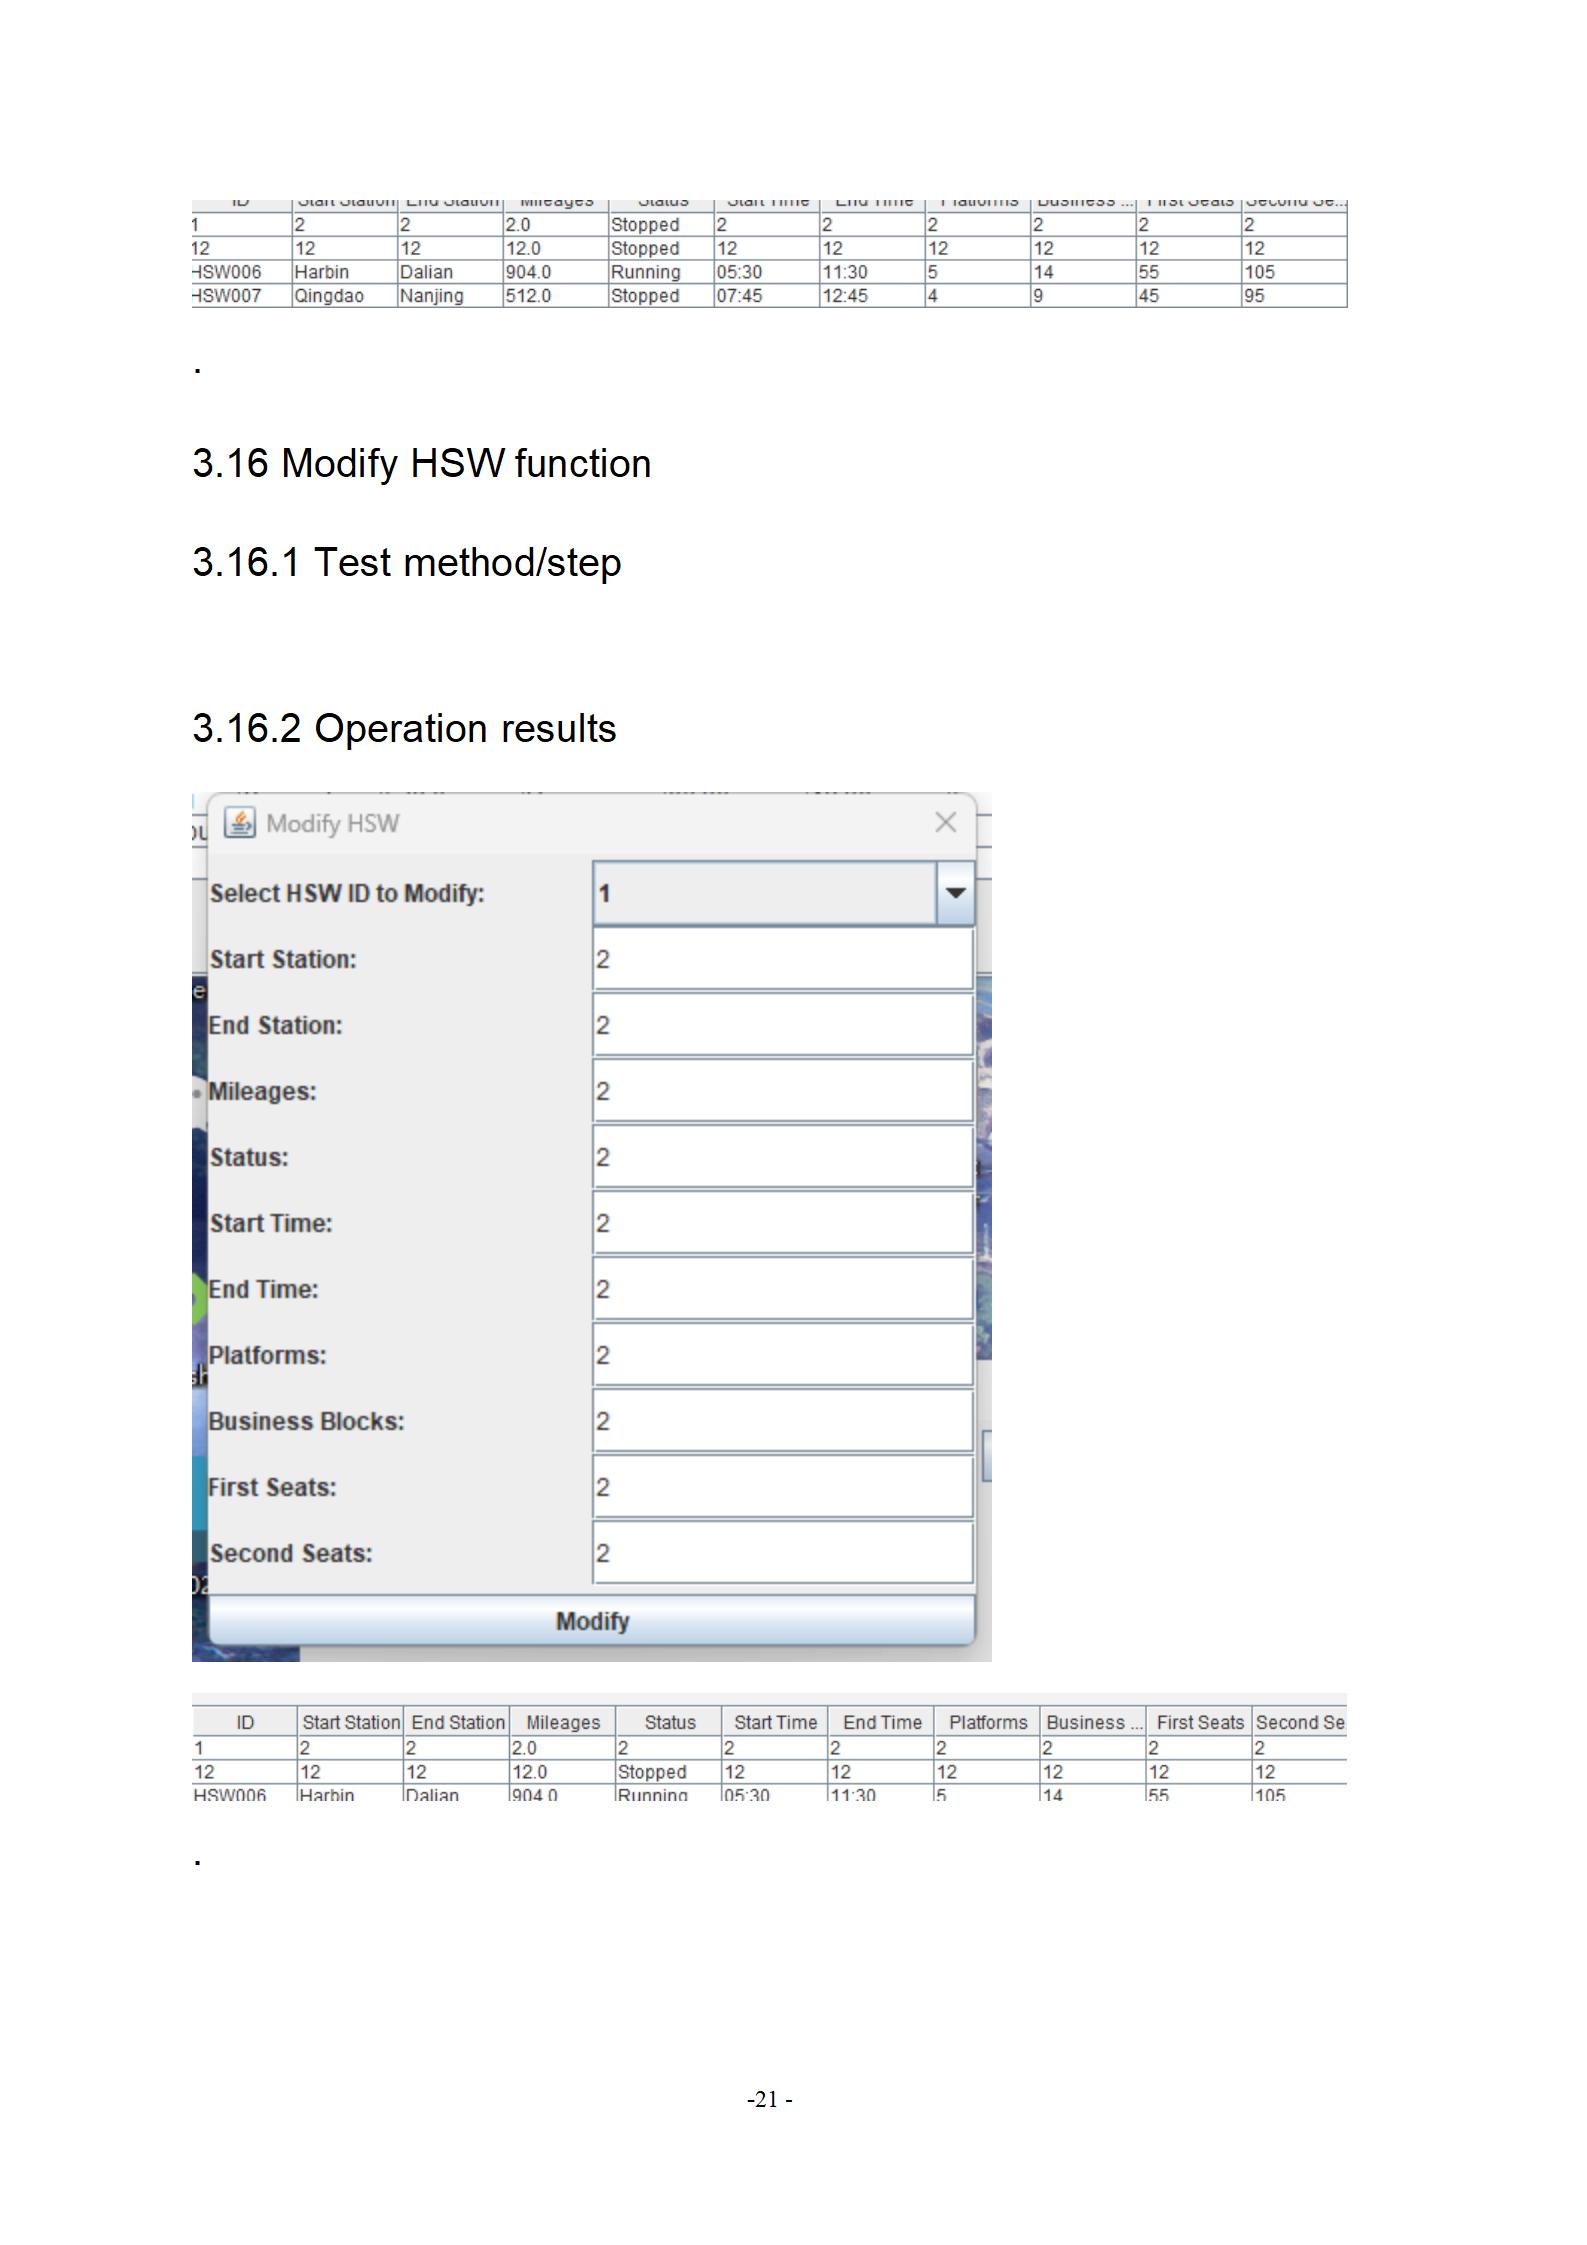 ID Start Station End Station Mileages Status Start Time End Time Platforms Business ... First Seats Second Se...
1 2 2 2.0 Stopped 2 2 2 2 2 2
12 12 12 12.0 Stopped 12 12 12 12 12 12
HSW006 Harbin Dalian 904.0 Running 05:30 11:30 5 14 55 105
HSW007 Qingdao Nanjing 512.0 Stopped 07:45 12:45 4 9 45 95
.
3.16 Modify HSW function
3.16.1 Test method/step
3.16.2 Operation results
Modify HSW
Select HSW ID to Modify: 1
Start Station: 2
End Station: 2
Mileages: 2
Status: 2
Start Time: 2
End Time: 2
Platforms: 2
Business Blocks: 2
First Seats: 2
Second Seats: 2
Modify
ID Start Station End Station Mileages Status Start Time End Time Platforms Business ... First Seats Second Se
1 2 2 2.0 2 2 2 2 2 2 2
12 12 12 12.0 Stopped 12 12 12 12 12 12
HSW006 Harbin Dalian 904.0 Running 05:30 11:30 5 14 55 105
.
-21 -